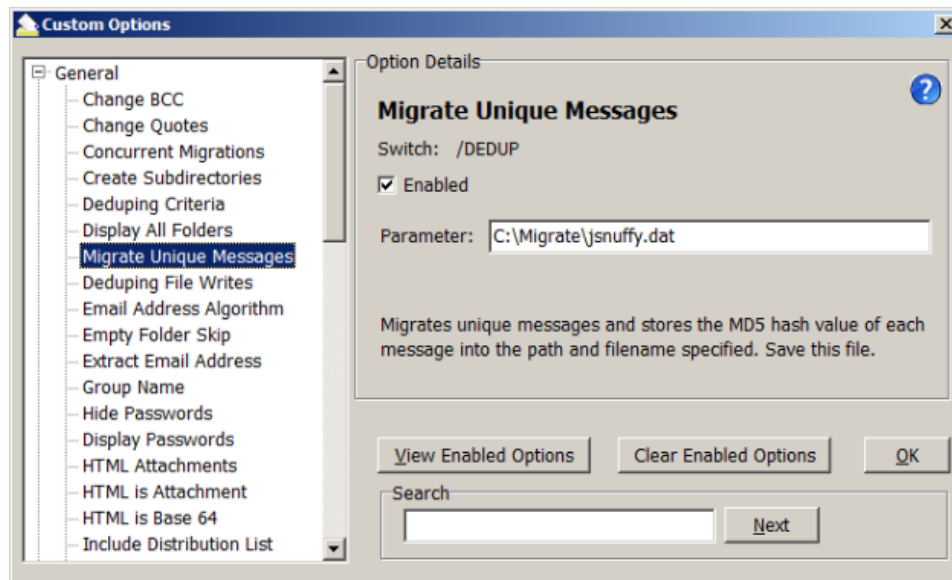 Custom Options
General
Change BCC
Change Quotes
Concurrent Migrations
Create Subdirectories
Deduping Criteria
Display All Folders
Migrate Unique Messages
Deduping File Writes
Email Address Algorithm
Empty Folder Skip
Extract Email Address
Group Name
Hide Passwords
Display Passwords
HTML Attachments
HTML is Attachment
HTML is Base 64
Include Distribution List
Option Details
?
Migrate Unique Messages
Switch: /DEDUP
Enabled
Parameter: C:\Migrate\jsnuffy.dat
Migrates unique messages and stores the MD5 hash value of each
message into the path and filename specified. Save this file.
View Enabled Options Clear Enabled Options OK
Search
Next